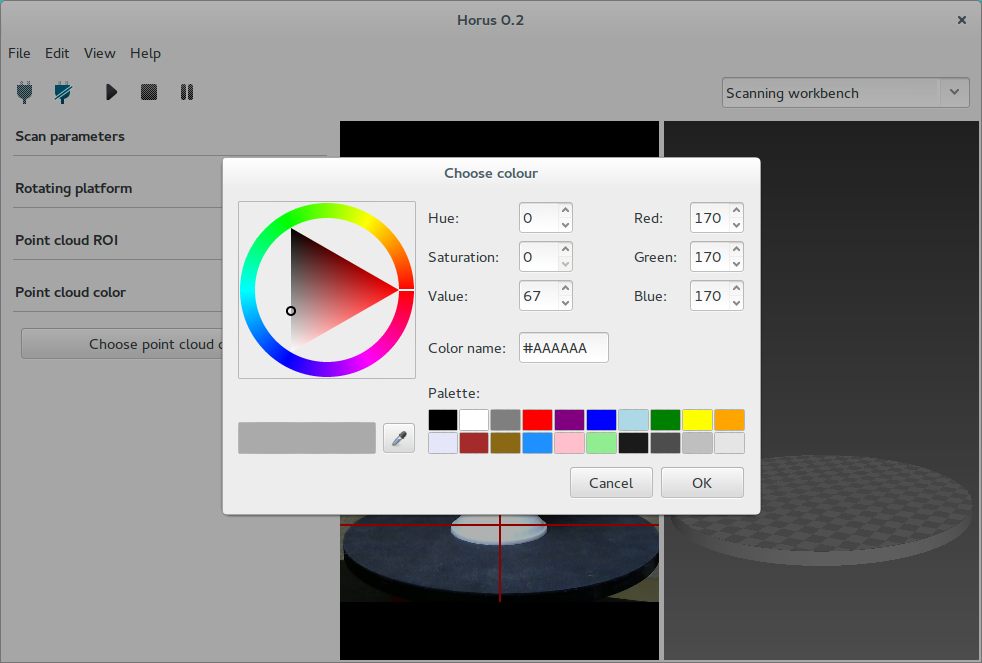 Horus 0.2
File Edit View Help
Scanning workbench
Scan parameters
Rotating platform
Point cloud ROI
Point cloud color
Choose point cloud
Choose colour
Hue: 0 Red: 170
Saturation: 0 Green: 170
Value: 67 Blue: 170
Color name: #AAAAAA
Palette:
Cancel OK